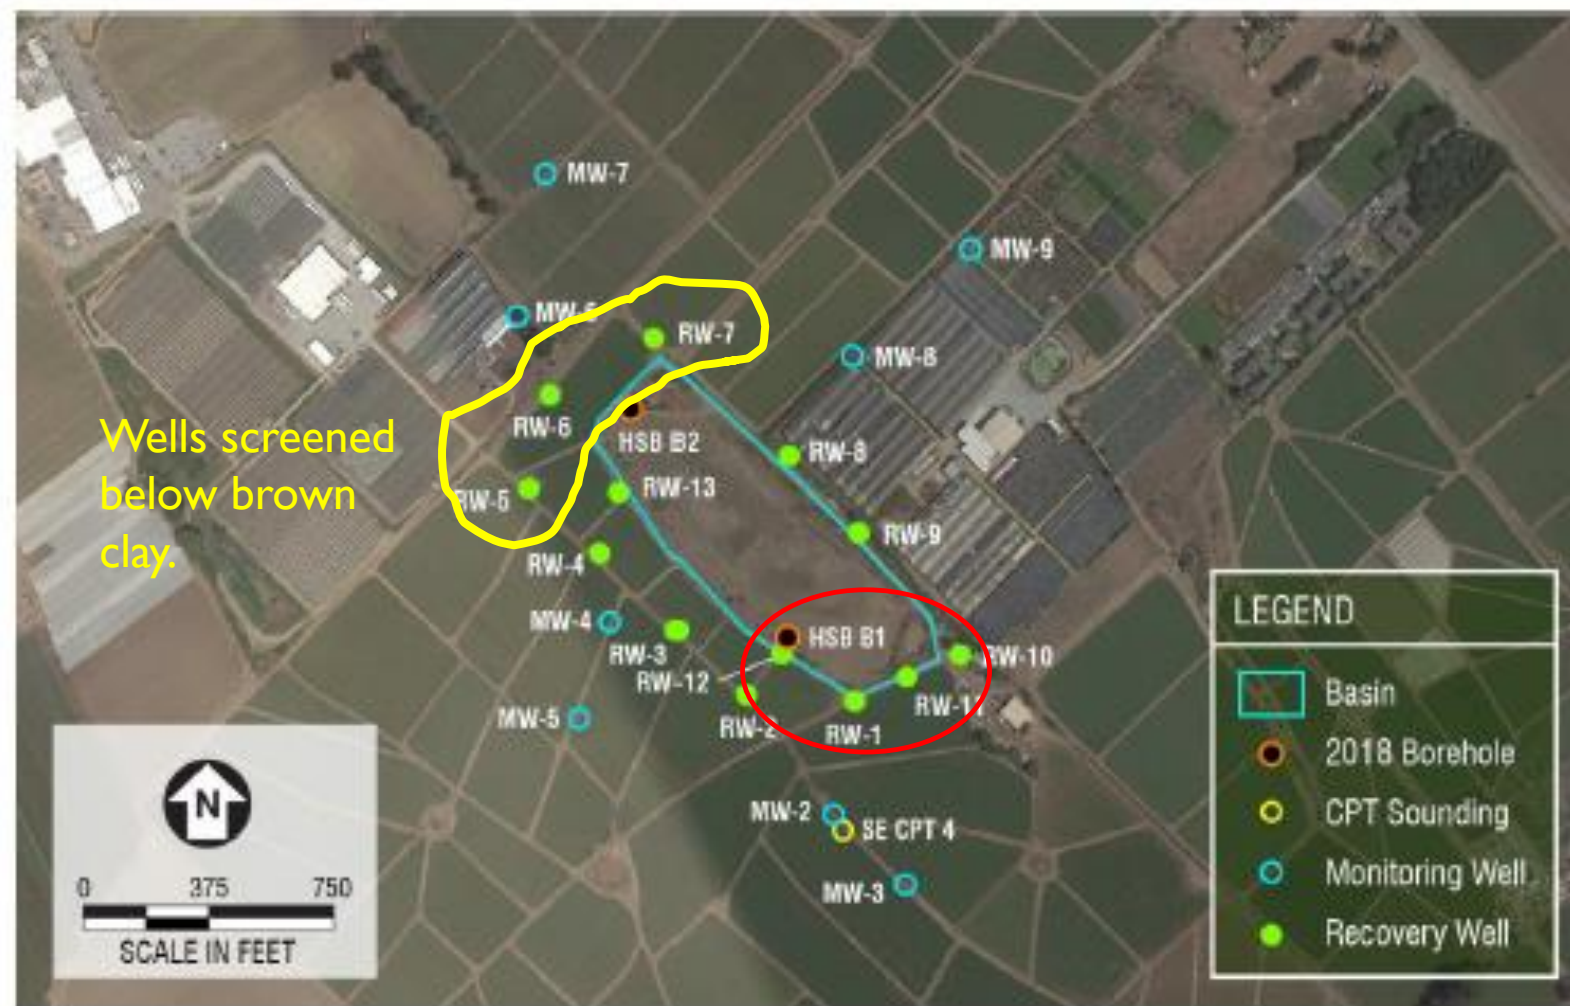 MW-7
MW-9
MW-6
RW-7
MW-8
Wells screened
below brown
clay.
RW-6
HSB B2
RW-8
RW-5
RW-13
RW-9
RW-4
MW-4
HSB B1
RW-3
RW-10
RW-12
RW-11
MW-5
RW-2
RW-1
MW-2
SE CPT 4
MW-3
N
0 375 750
SCALE IN FEET
LEGEND
Basin
2018 Borehole
CPT Sounding
Monitoring Well
Recovery Well